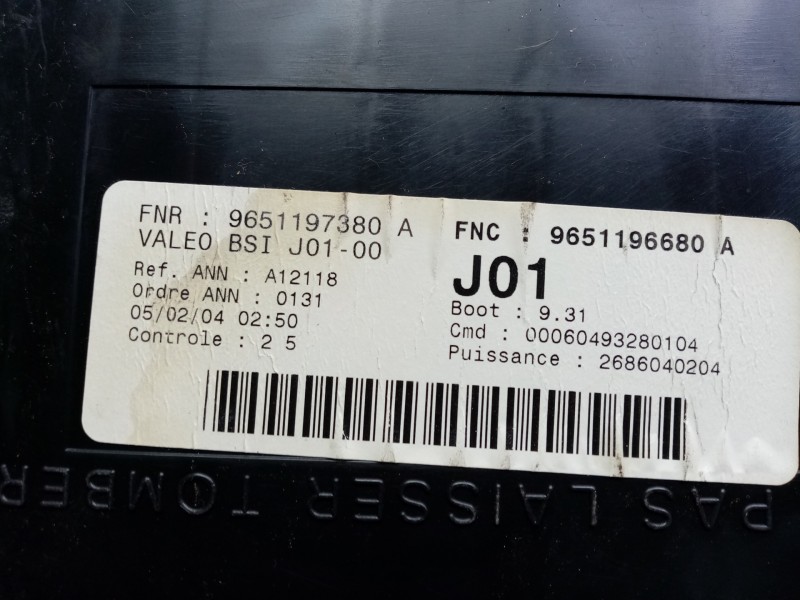 FNR : 9651197380 A
VALEO BSI J01-00
Ref. ANN : A12118
Ordre ANN : 0131
05/02/04 02:50
Controle : 2 5
FNC : 9651196680 A
J01
Boot : 9.31
Cmd : 00060493280104
Puissance : 2686040204
PAS LAISSER TOMBER